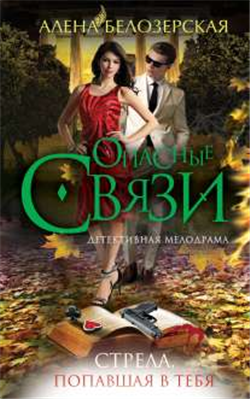 АЛЕНА БЕЛОЗЕРСКАЯ
ОПАСНЫЕ
СВЯЗИ
ДЕТЕКТИВНАЯ МЕЛОДРАМА
СТРЕЛА,
ПОПАВШАЯ В ТЕБЯ